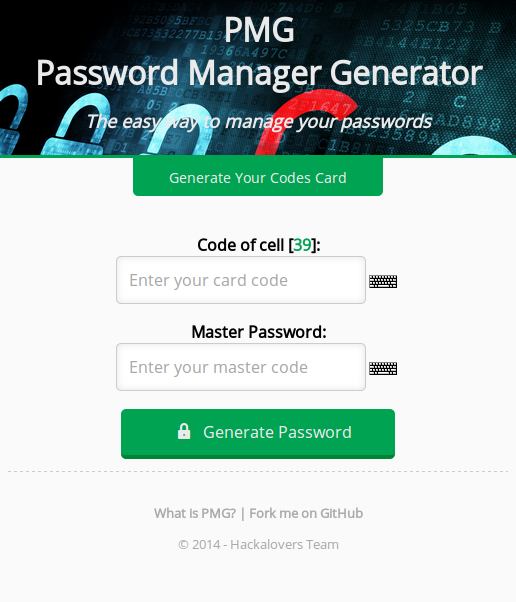 PMG
Password Manager Generator
The easy way to manage your passwords
Generate Your Codes Card
Code of cell [39]:
Enter your card code
Master Password:
Enter your master code
Generate Password
What is PMG? | Fork me on GitHub
© 2014 - Hackalovers Team